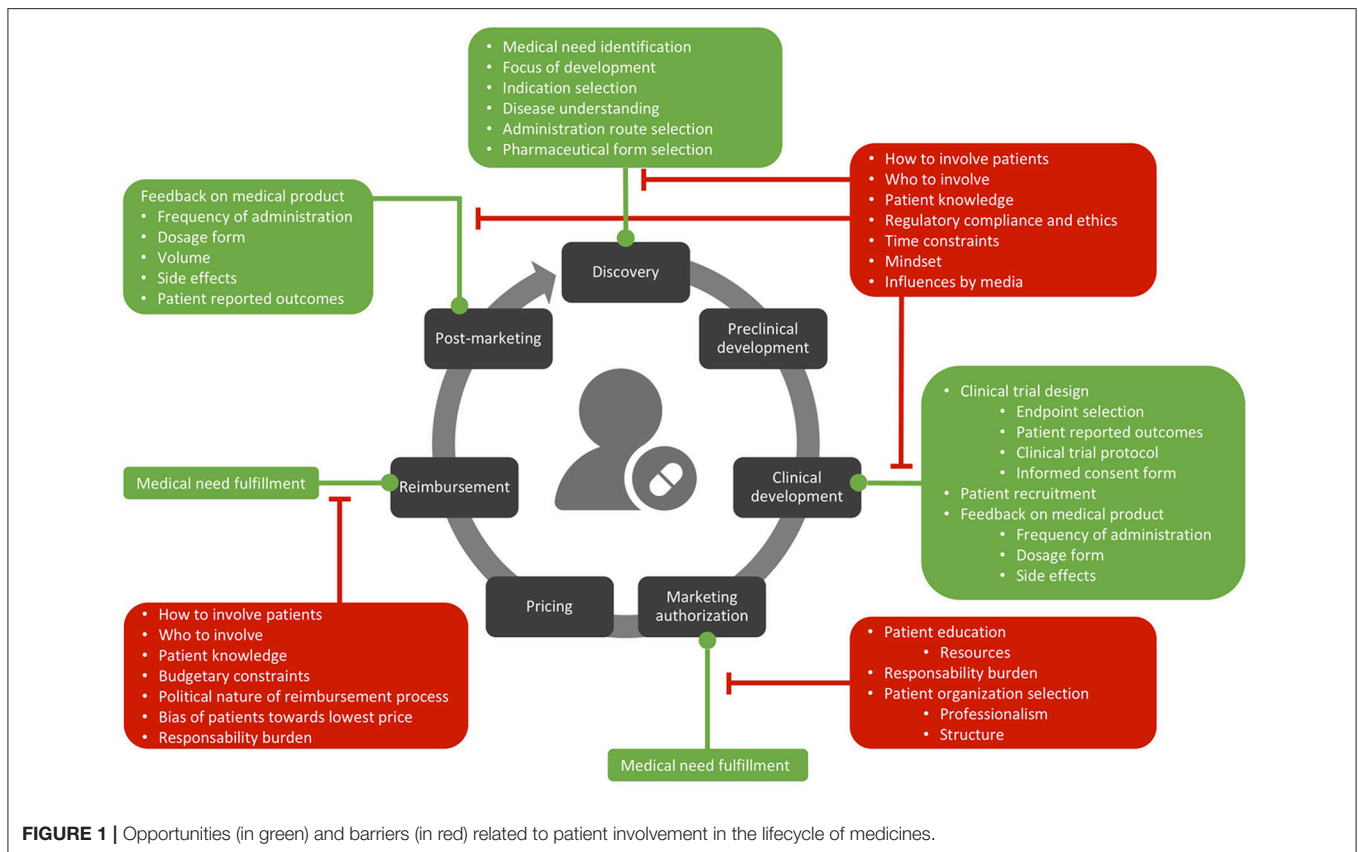 • Medical need identification
• Focus of development
• Indication selection
• Disease understanding
• Administration route selection
• Pharmaceutical form selection
• How to involve patients
• Who to involve
• Patient knowledge
• Regulatory compliance and ethics
• Time constraints
• Mindset
• Influences by media
Feedback on medical product
• Frequency of administration
• Dosage form
• Volume
• Side effects
• Patient reported outcomes
Discovery
Preclinical
development
Post-marketing
• Clinical trial design
• Endpoint selection
• Patient reported outcomes
• Clinical trial protocol
• Informed consent form
• Patient recruitment
• Feedback on medical product
• Frequency of administration
• Dosage form
• Side effects
Medical need fulfillment
Reimbursement
Clinical
development
Pricing
Marketing
authorization
• How to involve patients
• Who to involve
• Patient knowledge
• Budgetary constraints
• Political nature of reimbursement process
• Bias of patients towards lowest price
• Responsability burden
• Patient education
• Resources
• Responsability burden
• Patient organization selection
• Professionalism
• Structure
Medical need fulfillment
FIGURE 1 | Opportunities (in green) and barriers (in red) related to patient involvement in the lifecycle of medicines.